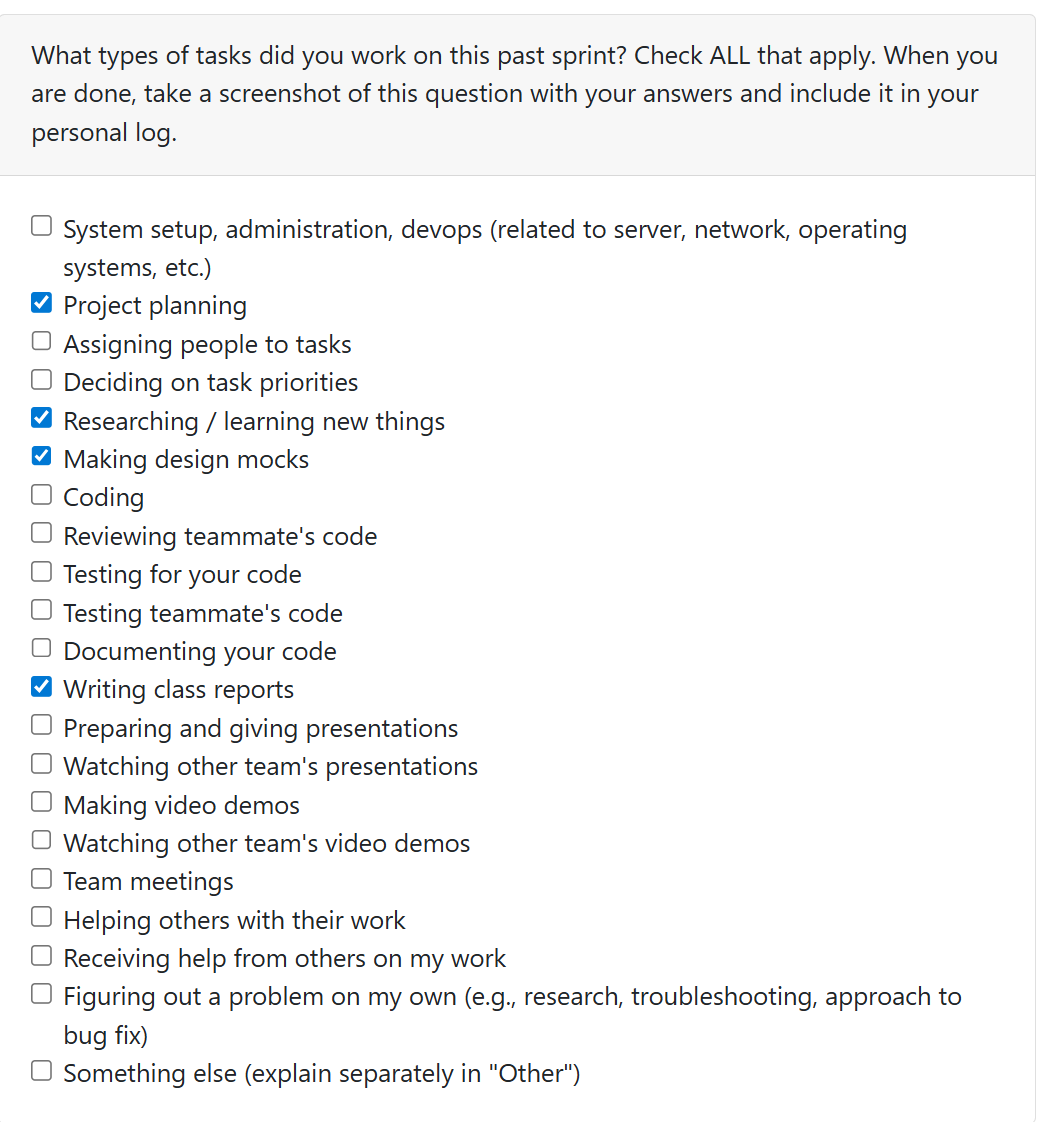 What types of tasks did you work on this past sprint? Check ALL that apply. When you
are done, take a screenshot of this question with your answers and include it in your
personal log.
System setup, administration, devops (related to server, network, operating
systems, etc.)
Project planning
Assigning people to tasks
Deciding on task priorities
Researching / learning new things
Making design mocks
Coding
Reviewing teammate's code
Testing for your code
Testing teammate's code
Documenting your code
Writing class reports
Preparing and giving presentations
Watching other team's presentations
Making video demos
Watching other team's video demos
Team meetings
Helping others with their work
Receiving help from others on my work
Figuring out a problem on my own (e.g., research, troubleshooting, approach to
bug fix)
Something else (explain separately in "Other")